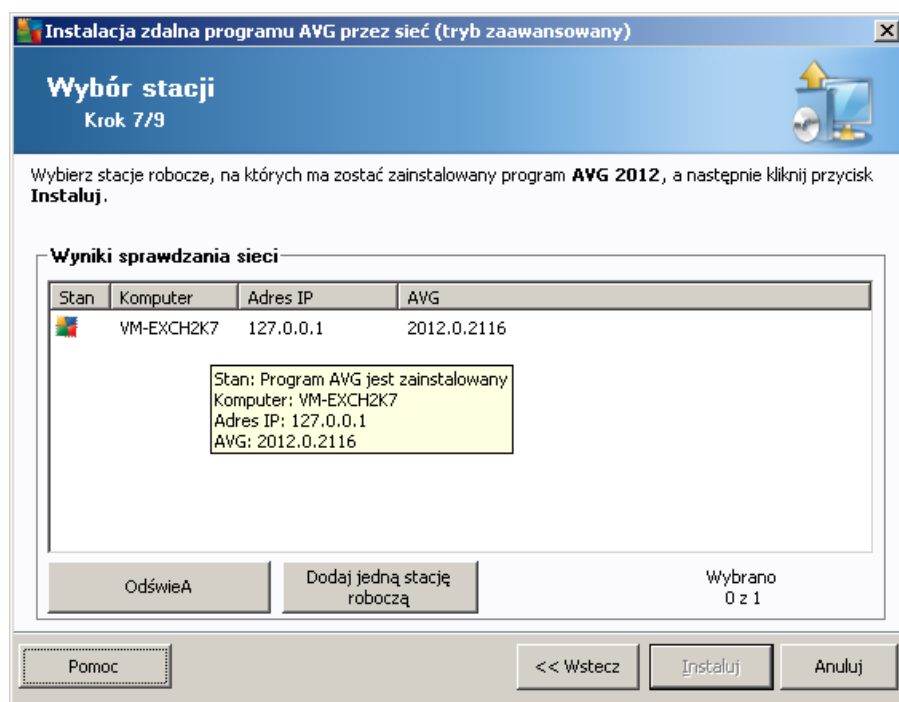 Instalacja zdalna programu AVG przez sieć (tryb zaawansowany)
Wybór stacji
Krok 7/9
Wybierz stacje robocze, na których ma zostać zainstalowany program AVG 2012, a następnie kliknij przycisk
Instaluj.
Wyniki sprawdzania sieci
Stan Komputer Adres IP AVG
VM-EXCH2K7 127.0.0.1 2012.0.2116
Stan: Program AVG jest zainstalowany
Komputer: VM-EXCH2K7
Adres IP: 127.0.0.1
AVG: 2012.0.2116
OdświeA
Dodaj jedną stację
roboczą
Wybrano
0 z 1
Pomoc << Wstecz Instaluj Anuluj